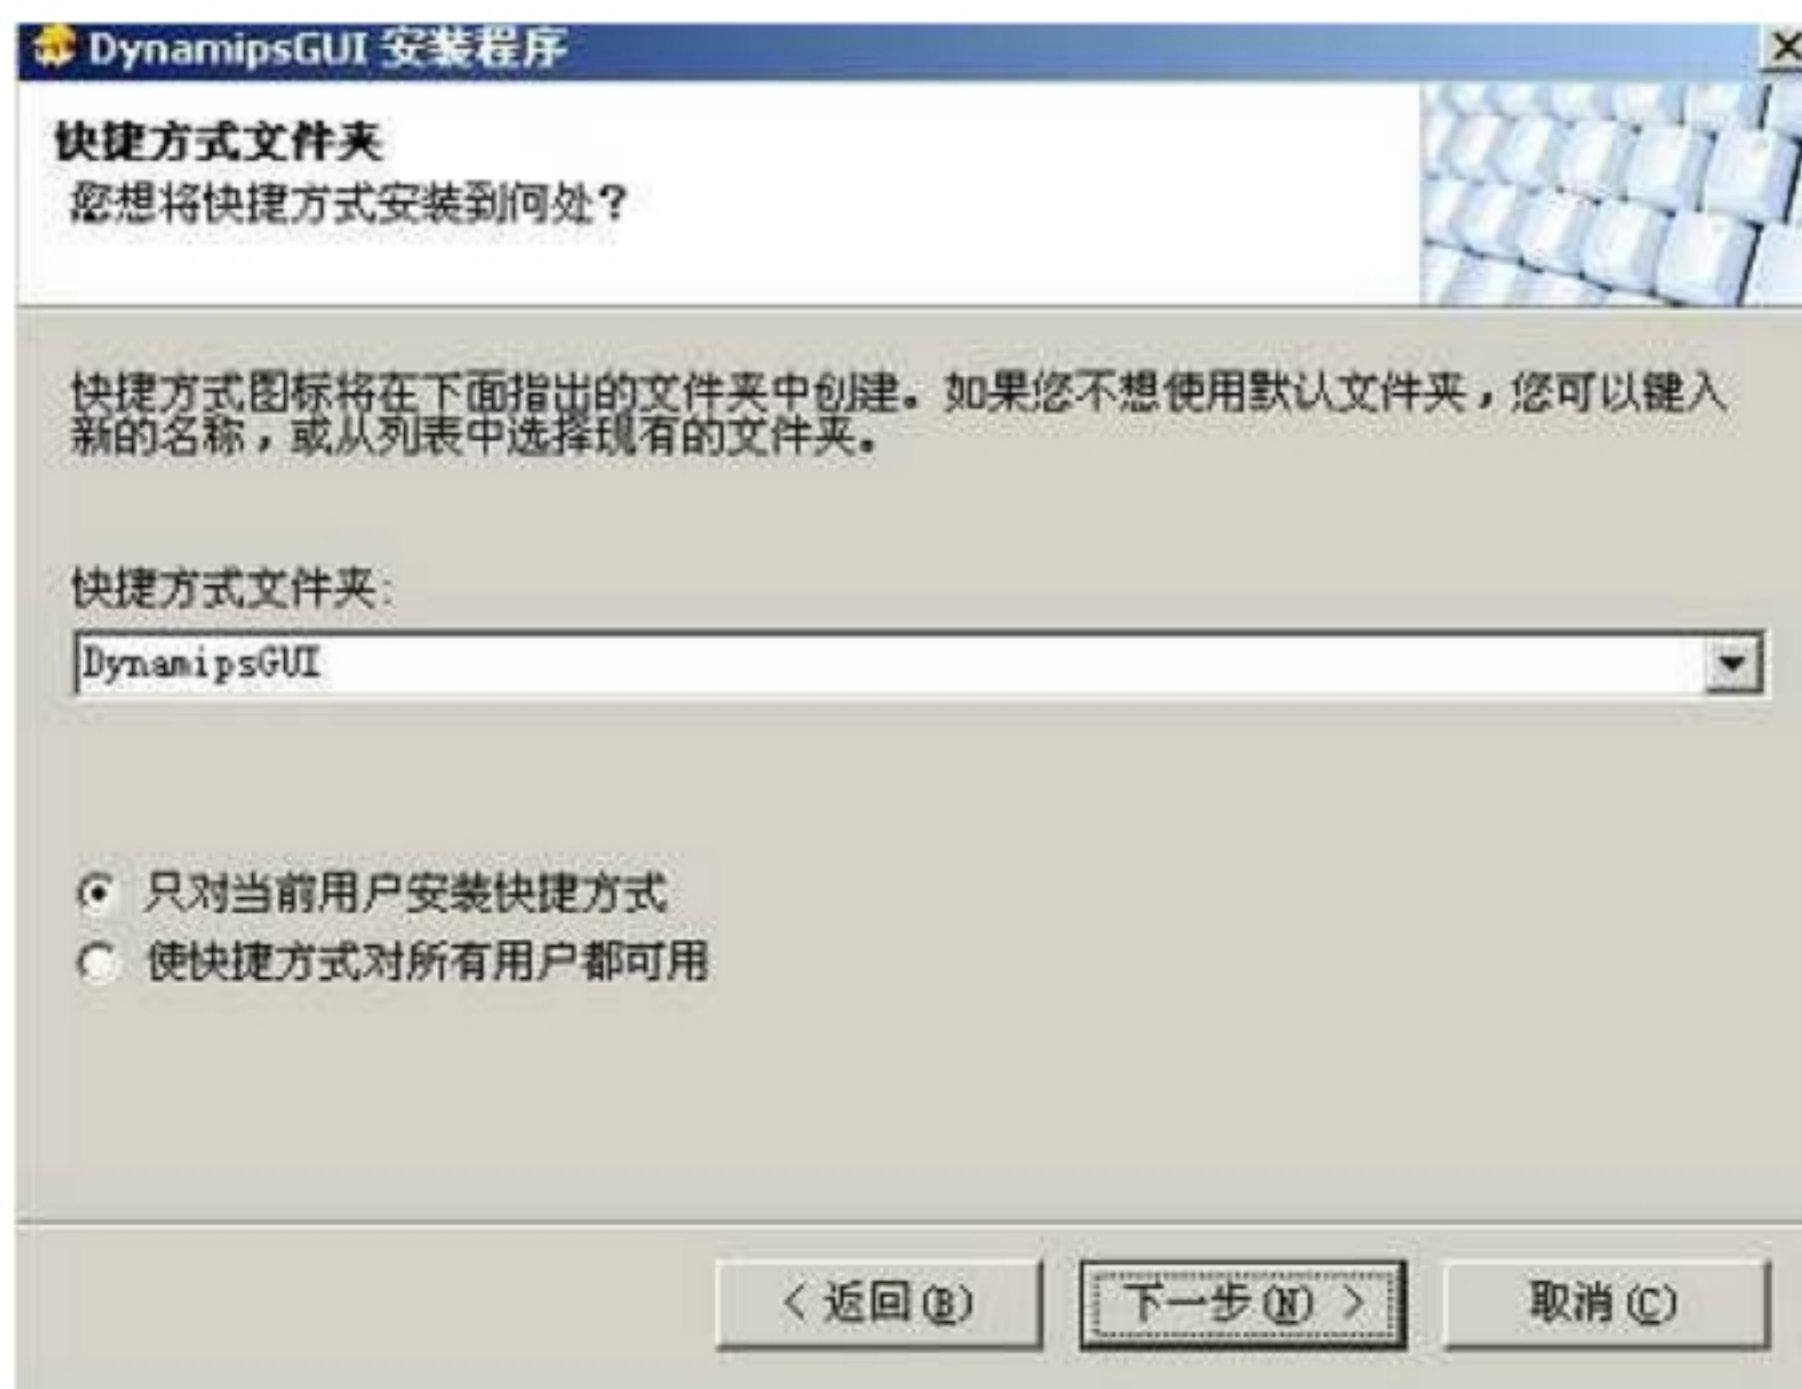 DynamipsGUI 安装程序
快捷方式文件夹
您想将快捷方式安装到何处？
快捷方式图标将在下面指出的文件夹中创建。如果您不想使用默认文件夹，您可以键入
新的名称，或从列表中选择现有的文件夹。
快捷方式文件夹:
DynamipsGUI
只对当前用户安装快捷方式
使快捷方式对所有用户都可用
< 返回(B)
下一步(N) >
取消(C)